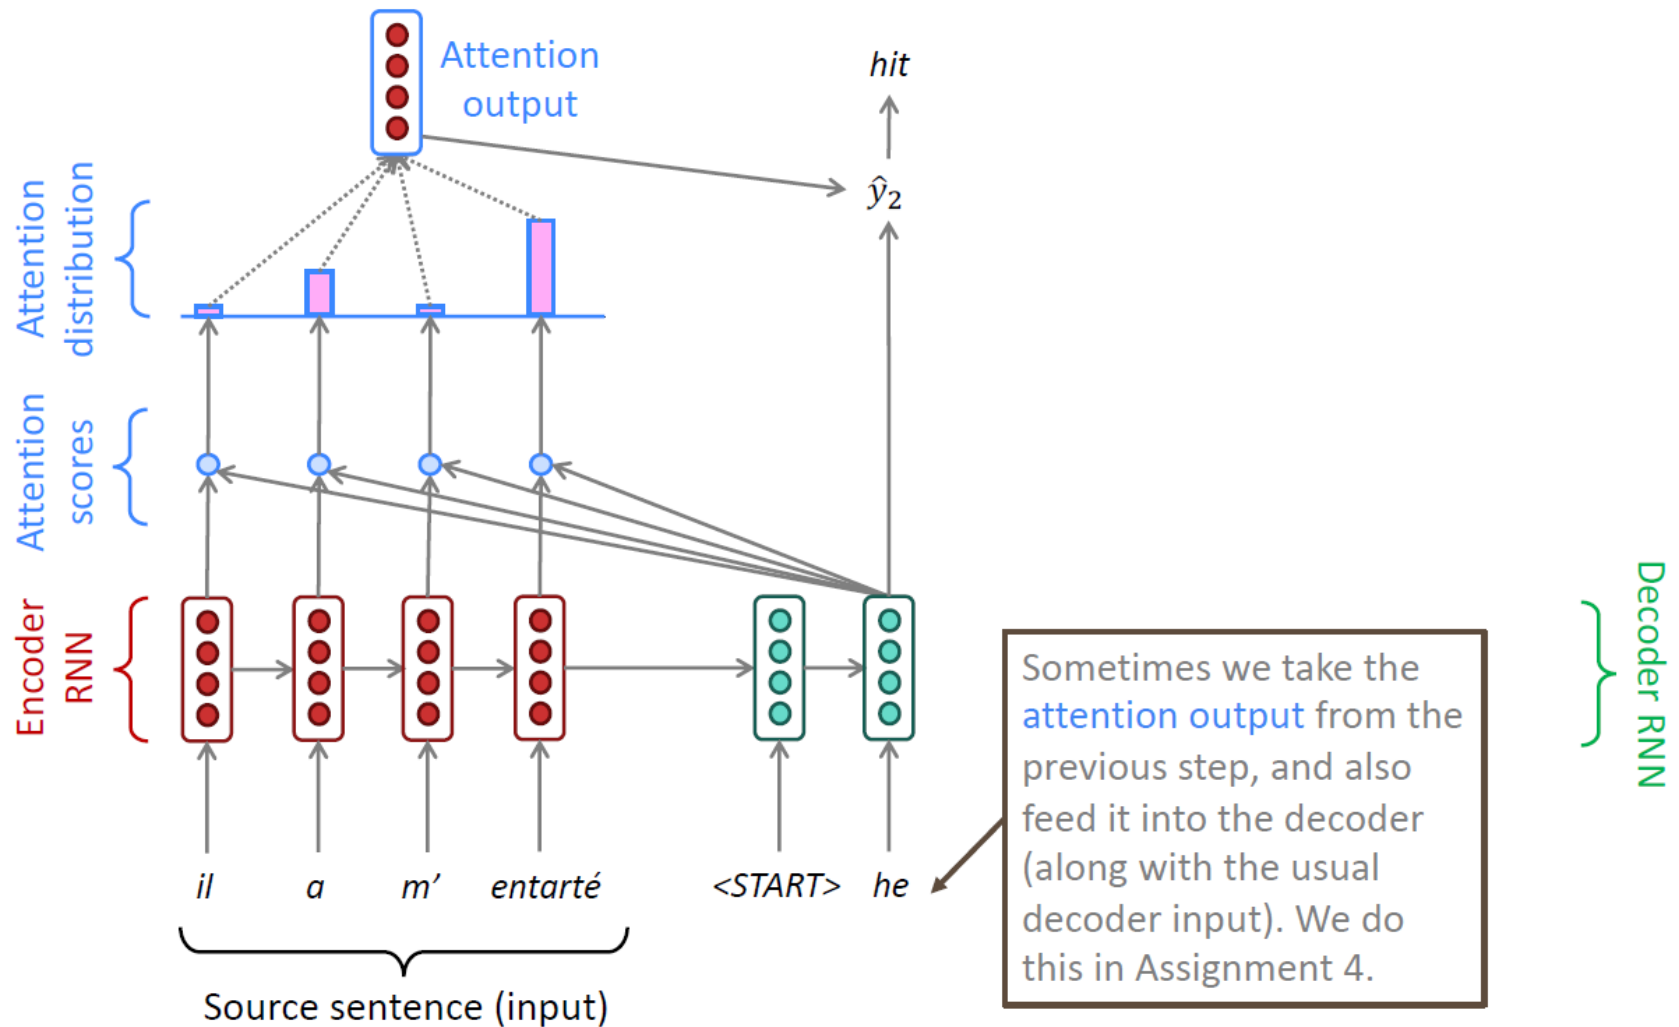 Attention
output
hit
ŷ₂
Attention
distribution
Attention
scores
Encoder
RNN
Decoder RNN
Sometimes we take the
attention output from the
previous step, and also
feed it into the decoder
(along with the usual
decoder input). We do
this in Assignment 4.
il a m’ entarté <START> he
Source sentence (input)